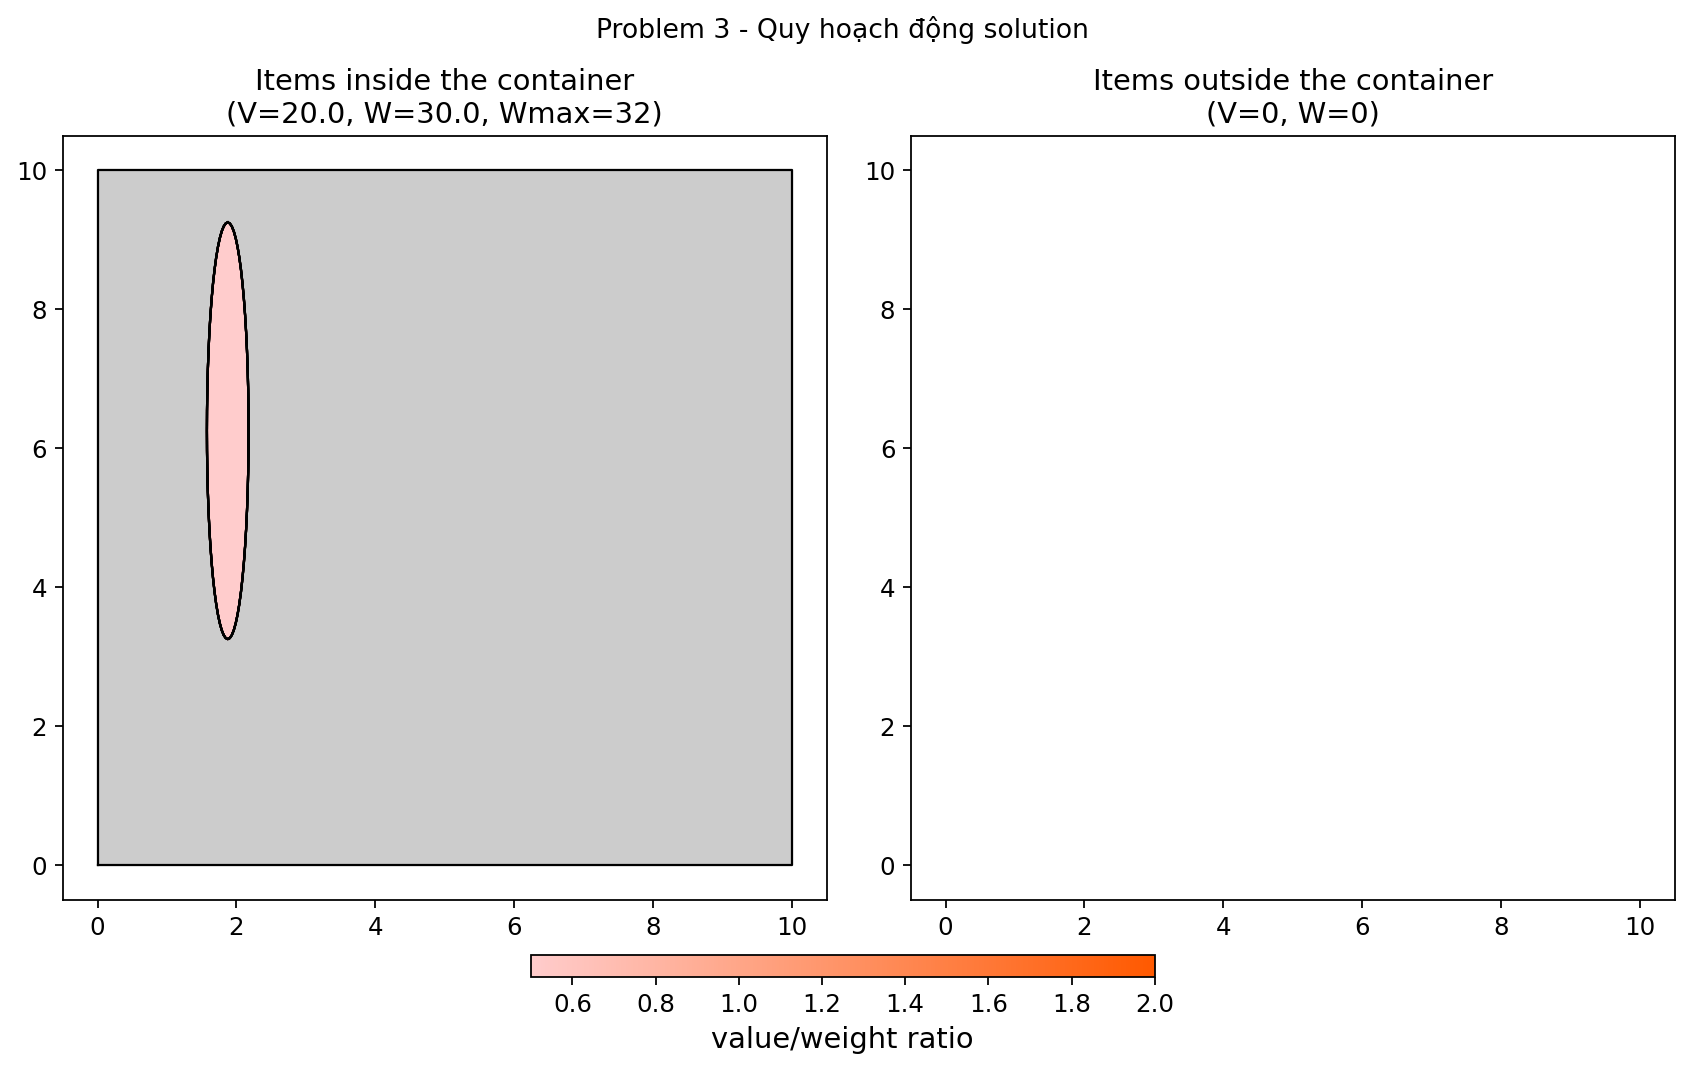 Problem 3 - Quy hoạch động solution
Items inside the container
(V=20.0, W=30.0, Wmax=32)
10
8
6
4
2
0
0 2 4 6 8 10
Items outside the container
(V=0, W=0)
10
8
6
4
2
0
0 2 4 6 8 10
0.6 0.8 1.0 1.2 1.4 1.6 1.8 2.0
value/weight ratio